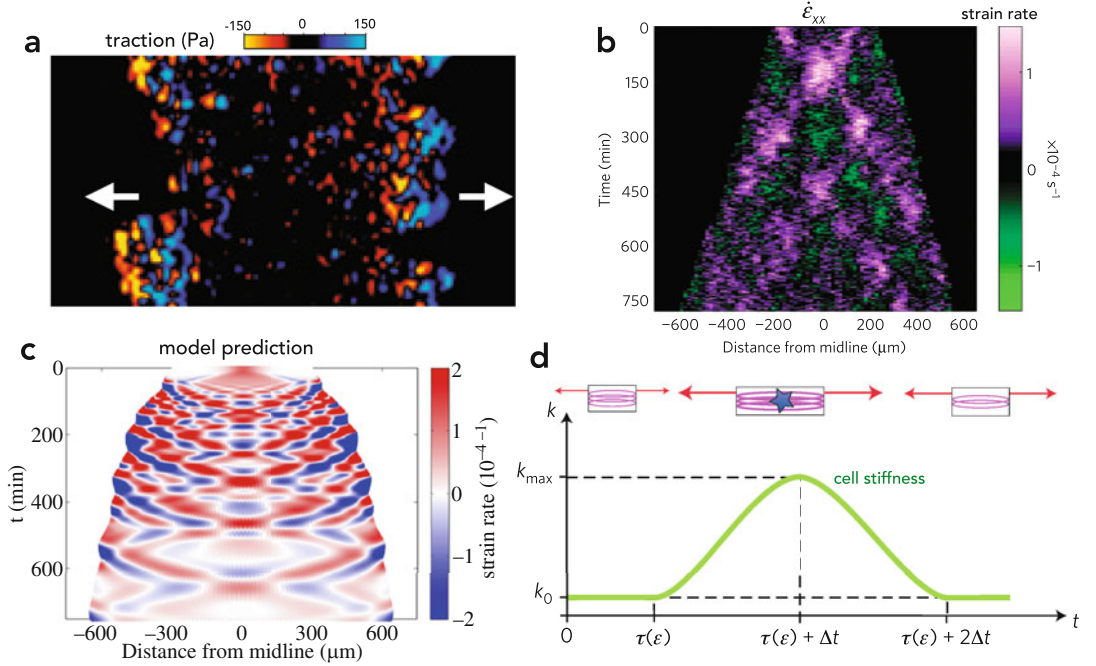 a
traction (Pa)
-150
0
150
b
ε̇xx
strain rate
0
150
300
450
600
750
Time (min)
−600 −400 −200 0 200 400 600
Distance from midline (μm)
1
0
−1
×10⁻⁴ s⁻¹
c
model prediction
0
200
400
600
t (min)
−600 −300 0 300 600
Distance from midline (μm)
2
1
0
−1
−2
strain rate (10⁻⁴ ⁻¹)
d
k
kmax
cell stiffness
k0
0
τ(ε)
τ(ε) + Δt
τ(ε) + 2Δt
t